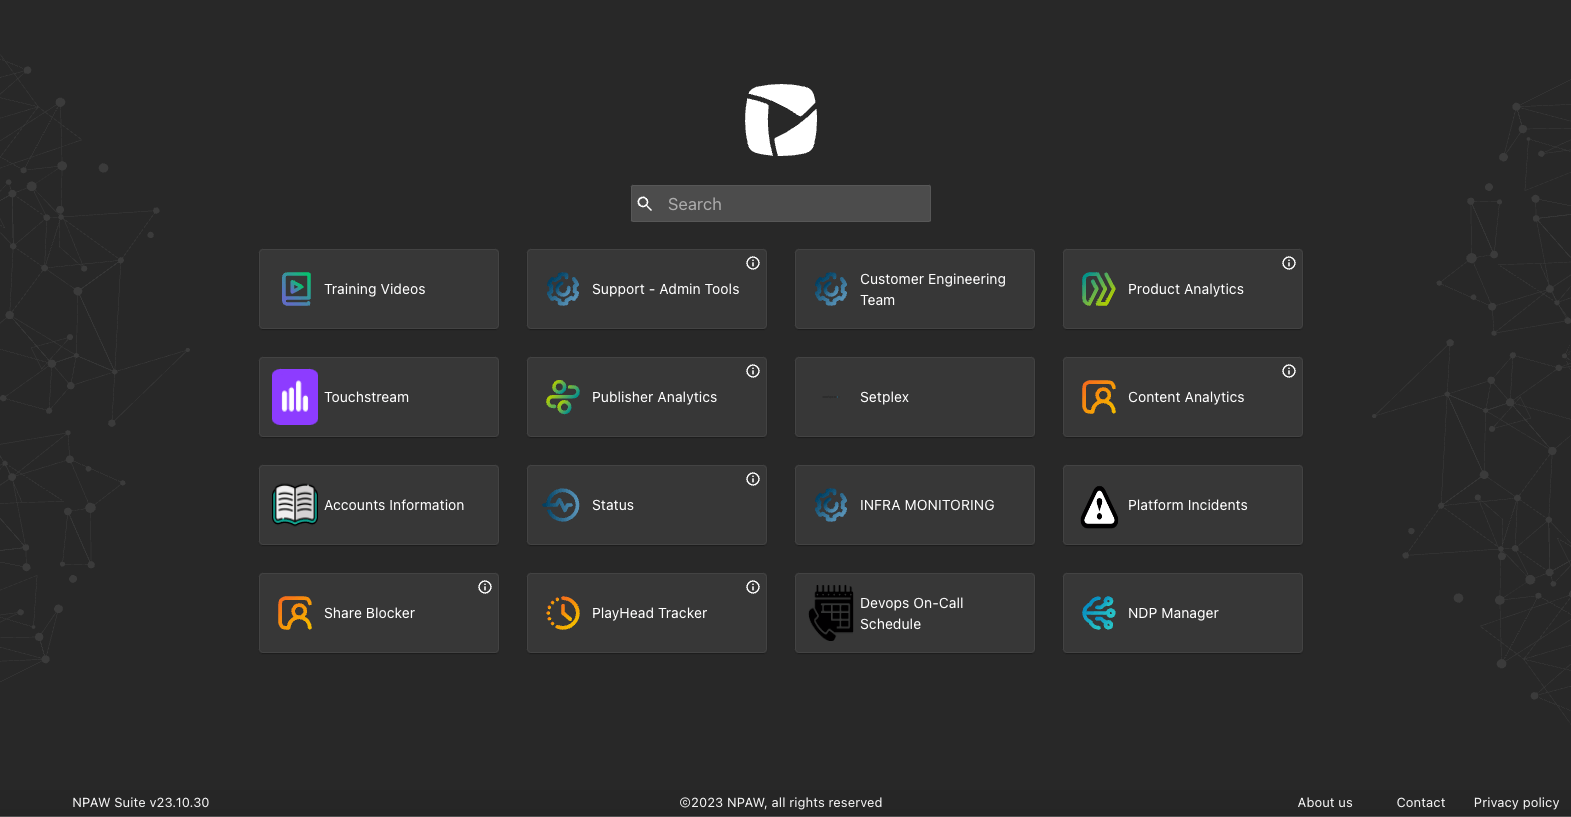 Search
Training Videos
Support - Admin Tools
Customer Engineering
Team
Product Analytics
Touchstream
Publisher Analytics
Setplex
Content Analytics
Accounts Information
Status
INFRA MONITORING
Platform Incidents
Share Blocker
PlayHead Tracker
Devops On-Call
Schedule
NDP Manager
NPAW Suite v23.10.30
©2023 NPAW, all rights reserved
About us
Contact
Privacy policy